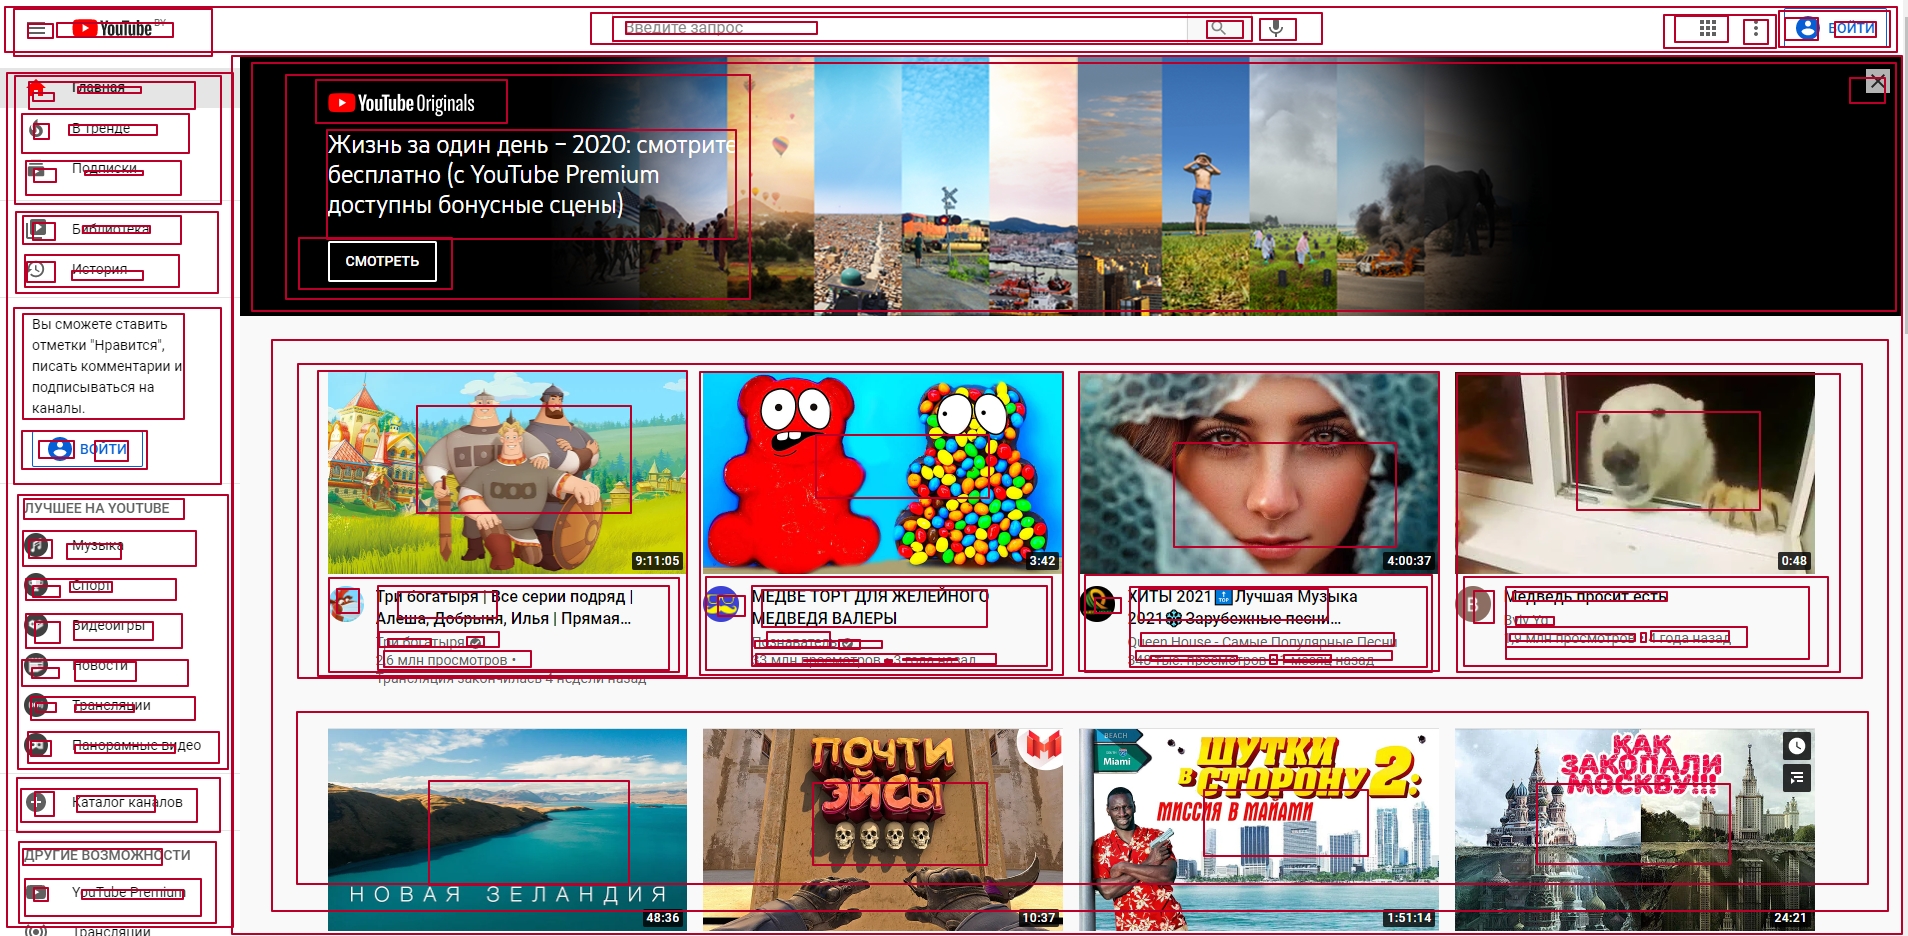 YouTube BY
Введите запрос
ВОЙТИ
Главная
В тренде
Подписки
Библиотека
История
Вы сможете ставить
отметки "Нравится",
писать комментарии и
подписываться на
каналы.
ВОЙТИ
ЛУЧШЕЕ НА YOUTUBE
Музыка
Спорт
Видеоигры
Новости
Трансляции
Панорамные видео
Каталог каналов
ДРУГИЕ ВОЗМОЖНОСТИ
YouTube Premium
Трансляции
YouTube Originals
Жизнь за один день – 2020: смотрите
бесплатно (с YouTube Premium
доступны бонусные сцены)
СМОТРЕТЬ
9:11:05
Три богатыря | Все серии подряд |
Алеша, Добрыня, Илья | Прямая...
Три богатыря
2,6 млн просмотров •
Трансляция закончилась 4 недели назад
3:42
МЕДВЕ ТОРТ ДЛЯ ЖЕЛЕЙНОГО
МЕДВЕДЯ ВАЛЕРЫ
Познаватель
33 млн просмотров • 3 года назад
4:00:37
ХИТЫ 2021🔝Лучшая Музыка
2021 Зарубежные песни...
Queen House - Самые Популярные Песни
просмотров • 1 месяц назад
0:48
B
Медведь просит есть
млн просмотров • 4 года назад
НОВАЯ ЗЕЛАНДИЯ
48:36
ПОЧТИ
ЭЙСЫ
10:37
BEACH
Miami
ШУТКИ
В СТОРОНУ 2:
МИССИЯ В МАЙАМИ
1:51:14
КАК
ЗАКОПАЛИ
МОСКВУ!!!
24:21